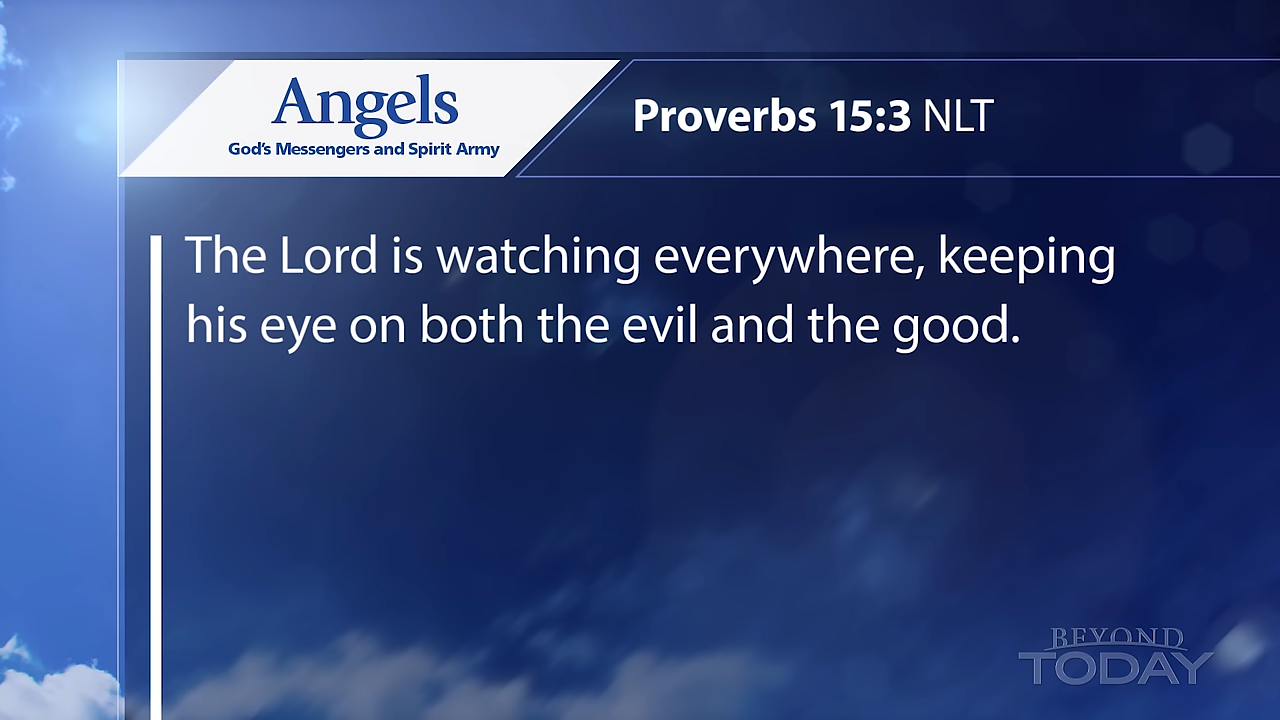 Angels
God's Messengers and Spirit Army
Proverbs 15:3 NLT
The Lord is watching everywhere, keeping
his eye on both the evil and the good.
BEYOND
TODAY